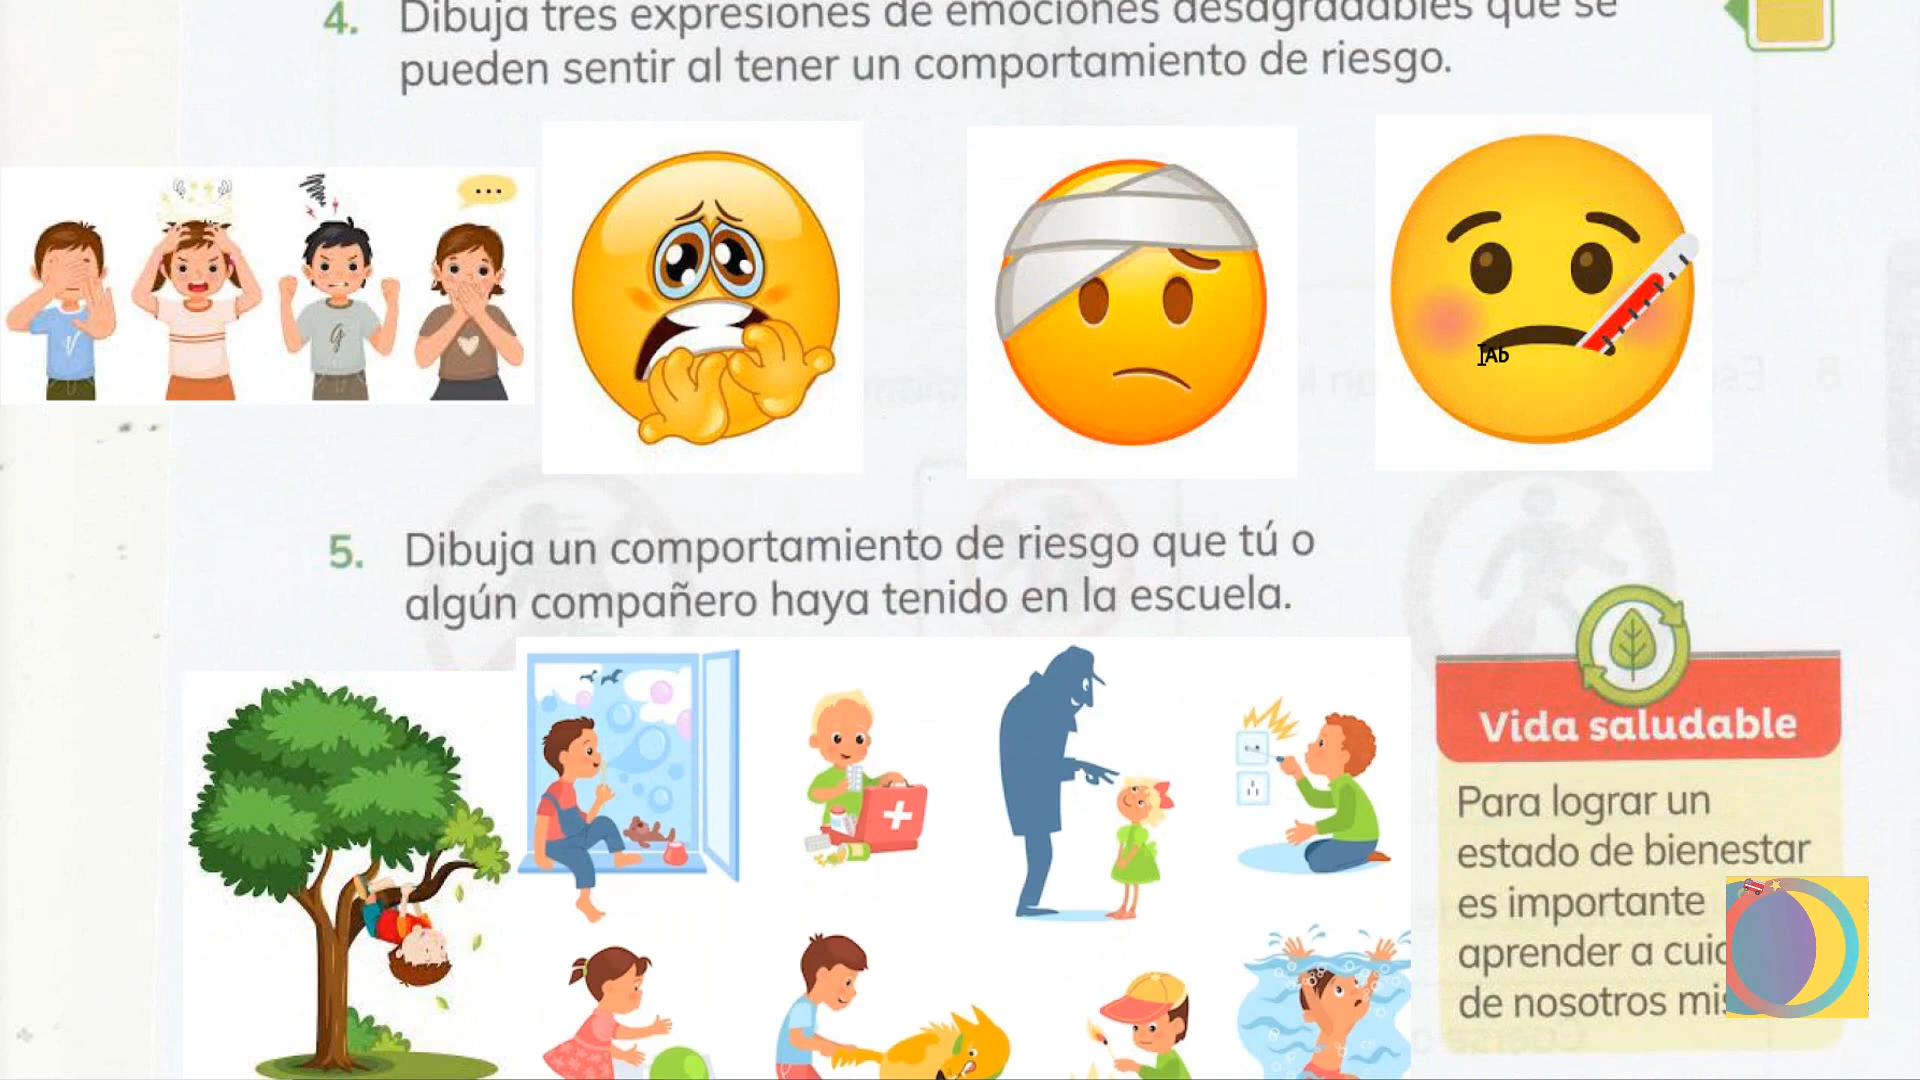 4. Dibuja tres expresiones de emociones desagradables que se
pueden sentir al tener un comportamiento de riesgo.
...
Ab
5. Dibuja un comportamiento de riesgo que tú o
algún compañero haya tenido en la escuela.
Vida saludable
Para lograr un
estado de bienestar
es importante
aprender a cuid
de nosotros mis